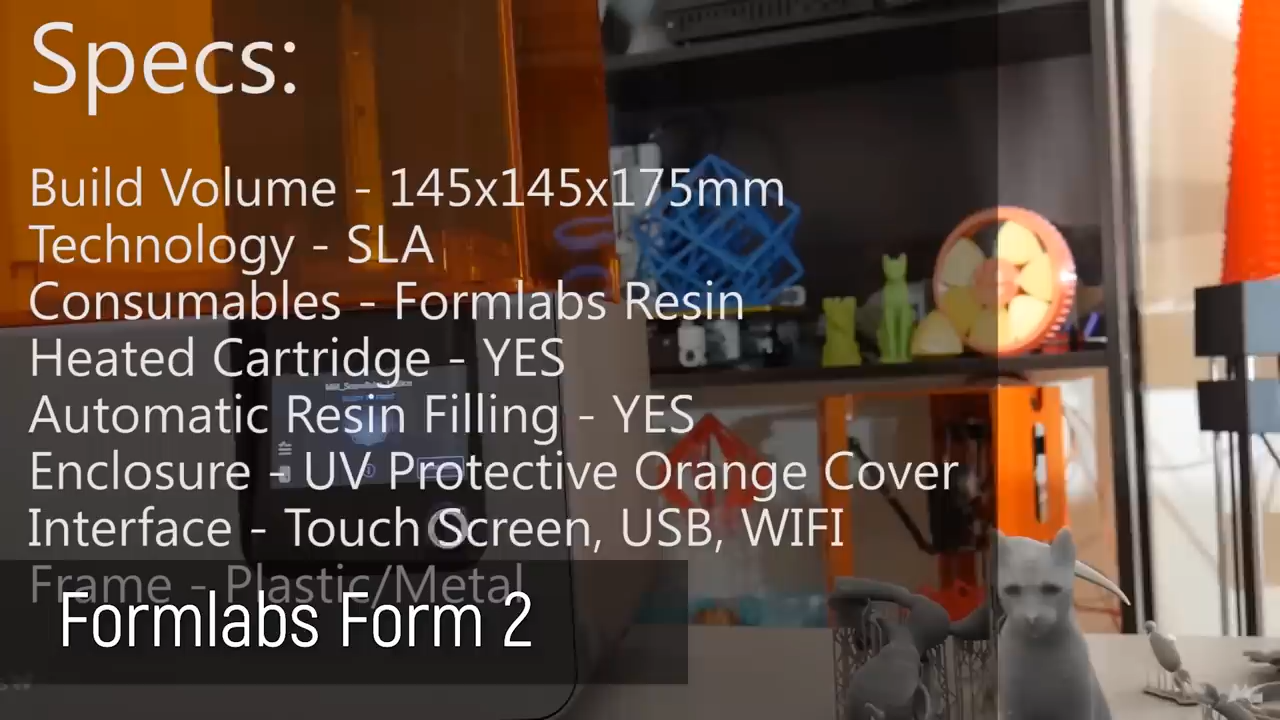 Specs:
Build Volume - 145x145x175mm
Technology - SLA
Consumables - Formlabs Resin
Heated Cartridge - YES
Automatic Resin Filling - YES
Enclosure - UV Protective Orange Cover
Interface - Touch Screen, USB, WIFI
Frame - Plastic/Metal
Formlabs Form 2